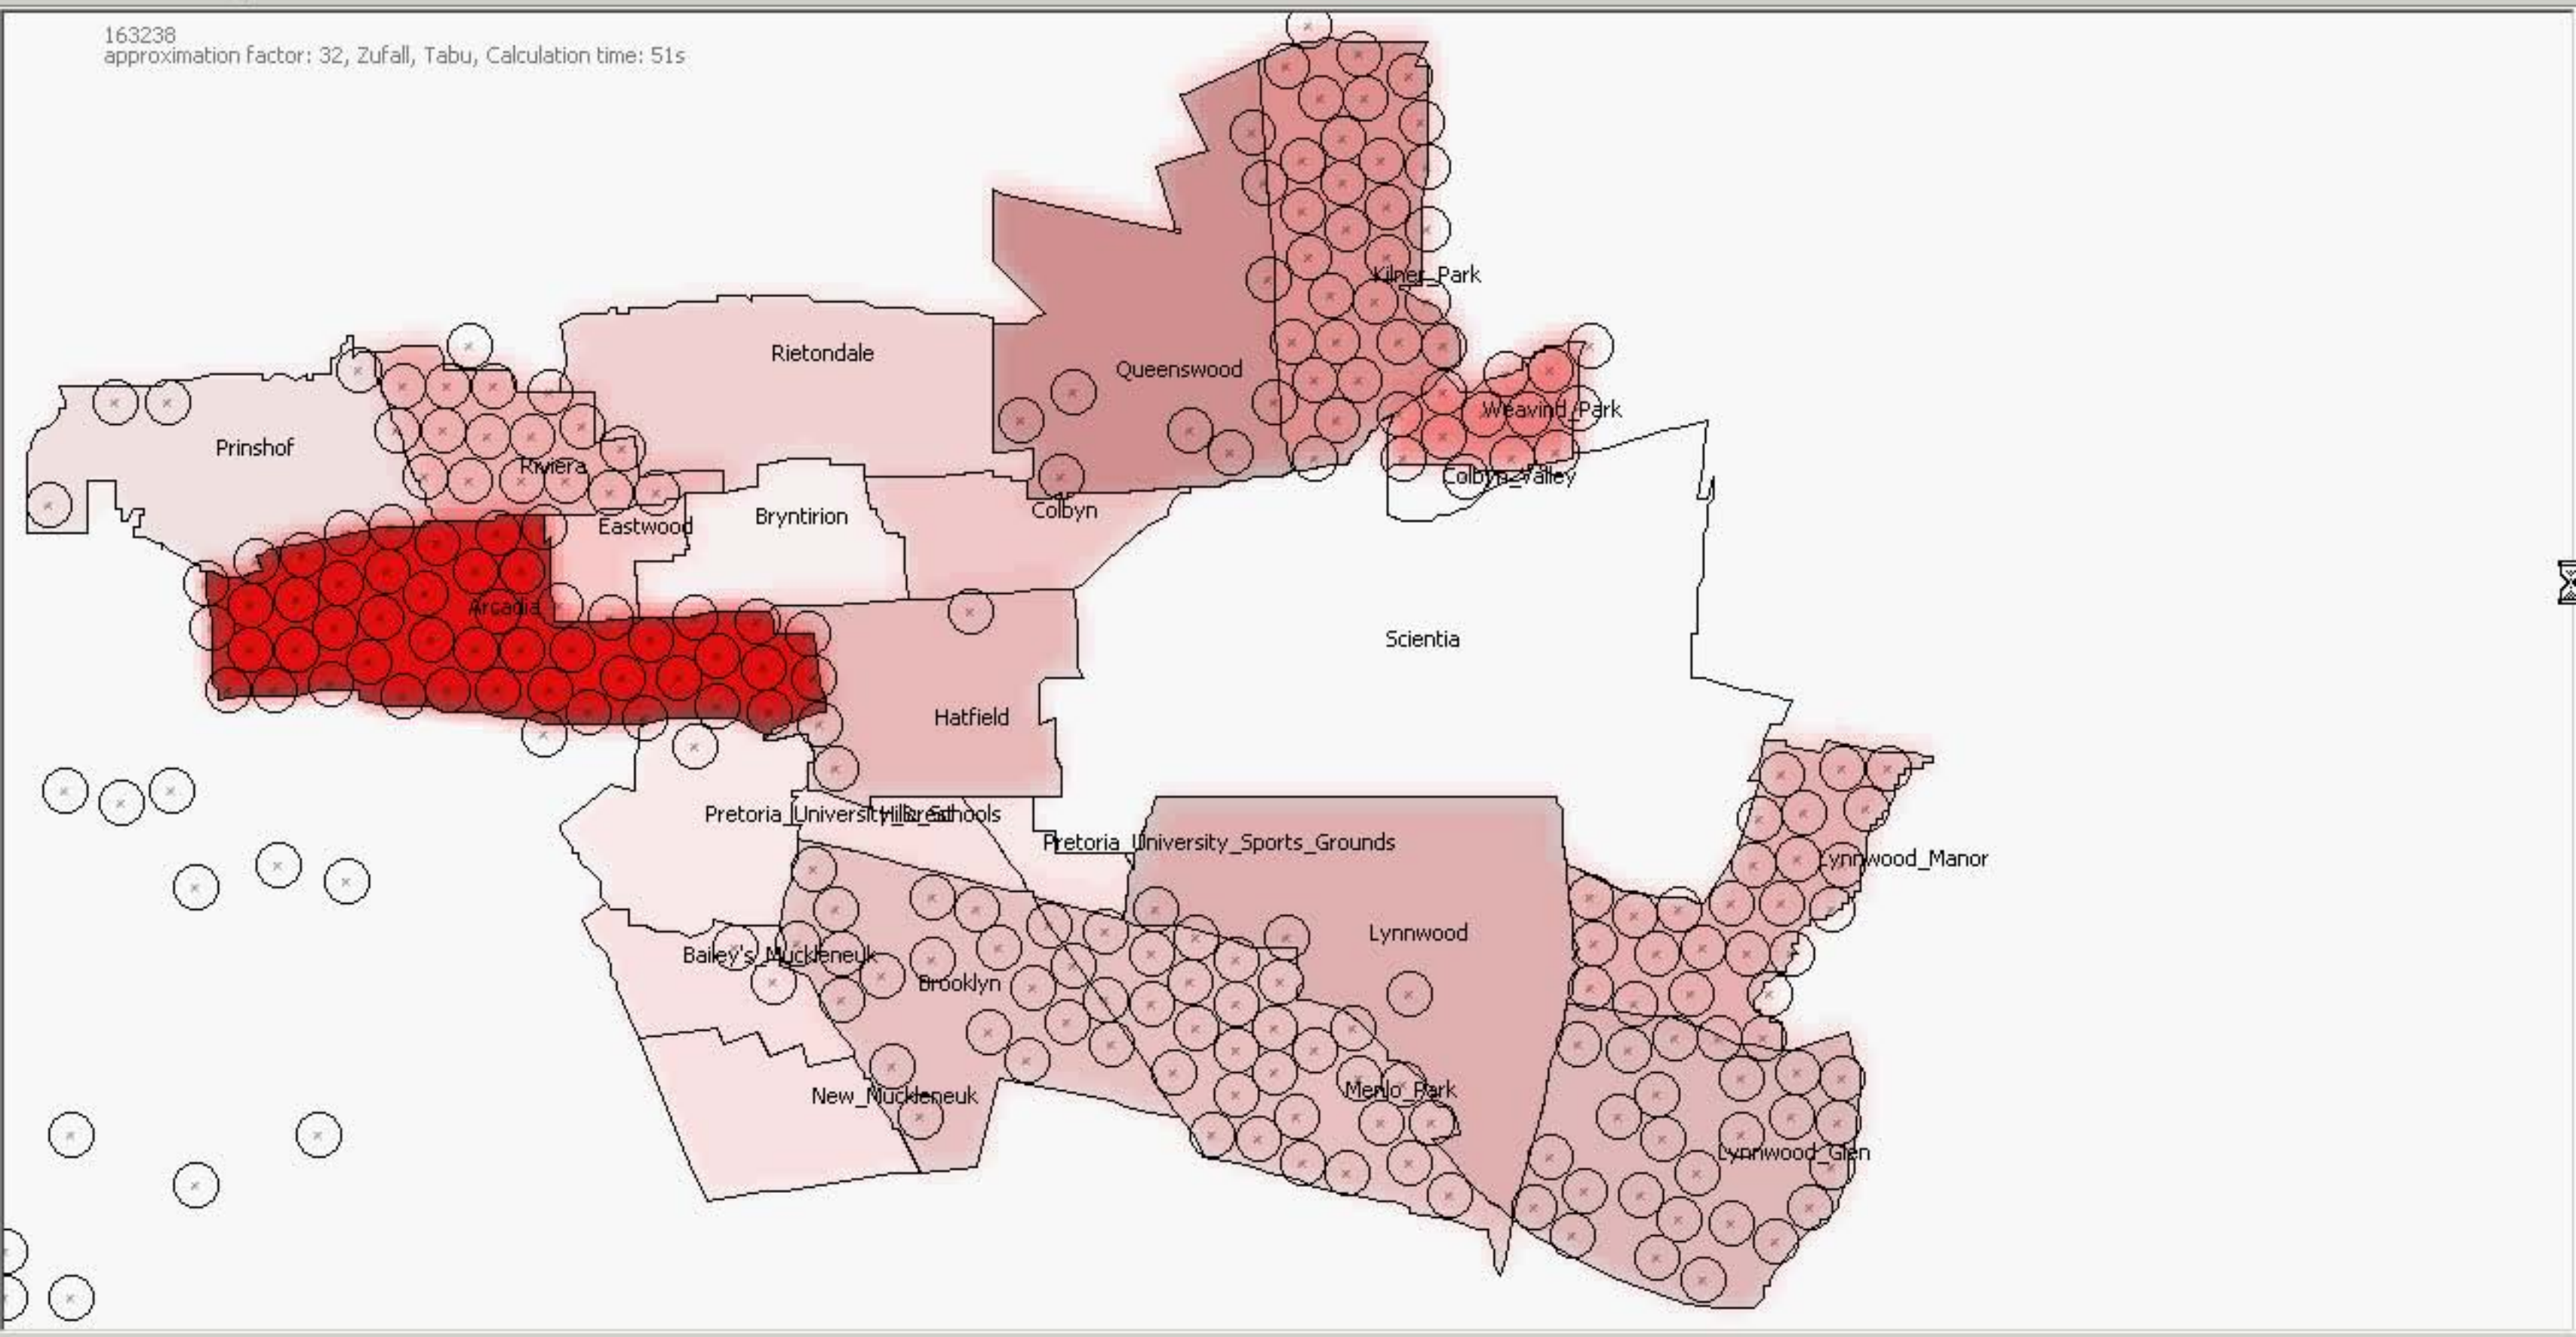 163238
approximation factor: 32, Zufall, Tabu, Calculation time: 51s
Kilner_Park
Rietondale
Queenswood
Weavind_Park
Prinshof
Riviera
Colbyn_Valley
Colbyn
Bryntirion
Eastwood
Arcadia
Scientia
Hatfield
Pretoria_University
Schools
Pretoria_University_Sports_Grounds
Lynnwood_Manor
Lynnwood
Bailey's_Muckleneuk
Brooklyn
Menlo_Park
New_Muckleneuk
Lynnwood_Glen